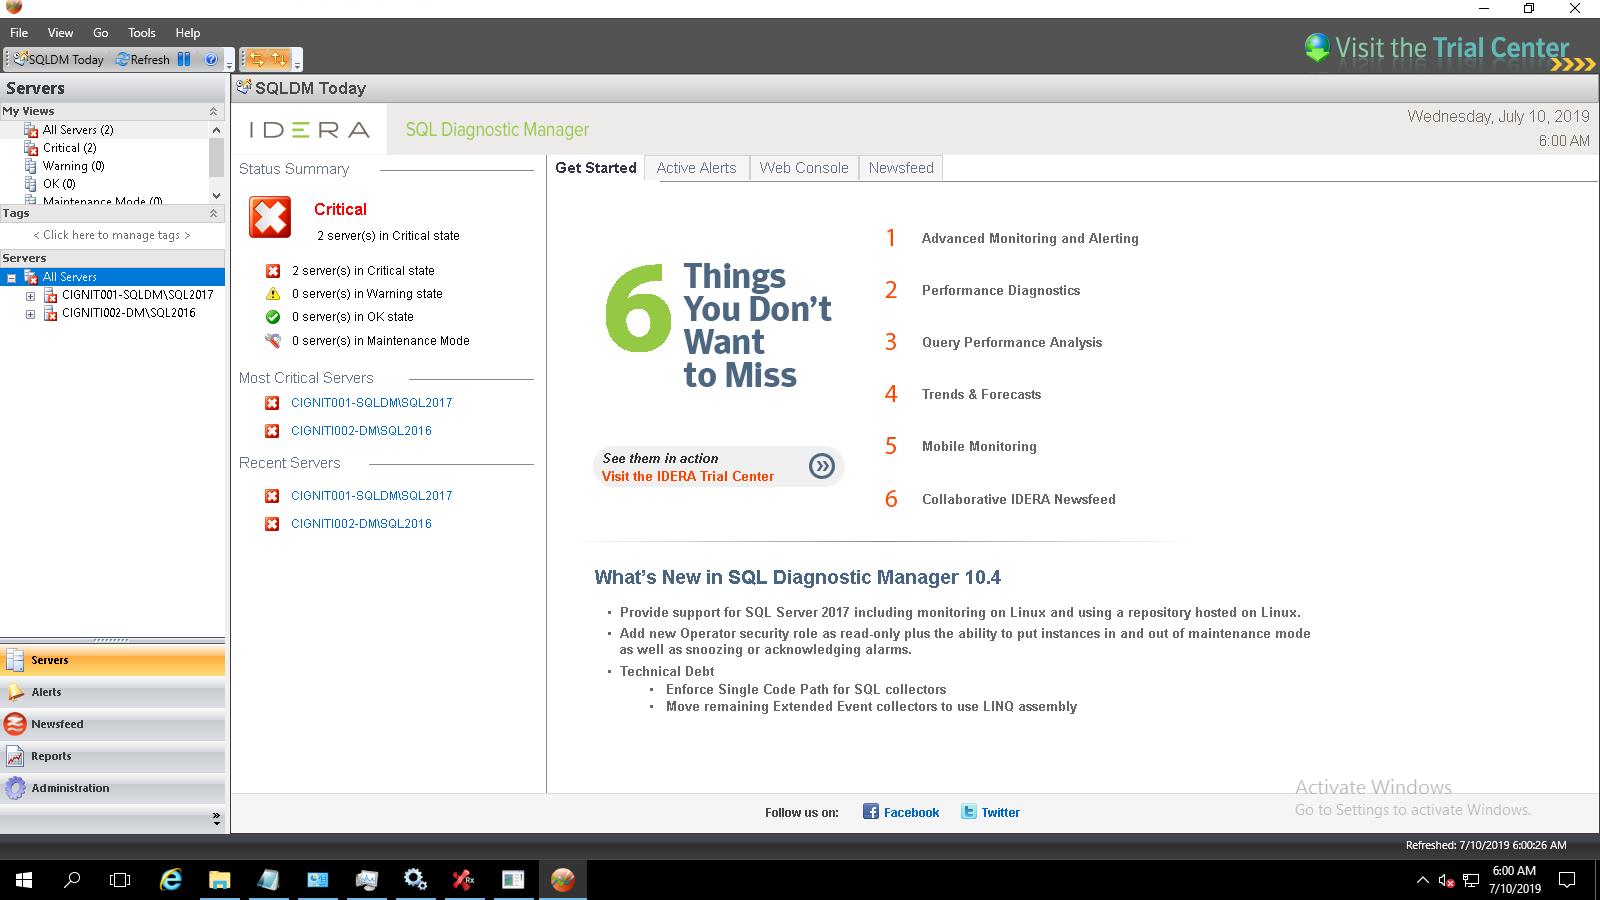 File View Go Tools Help
Visit the Trial Center
SQLDM Today Refresh
Servers
My Views
All Servers (2)
Critical (2)
Warning (0)
OK (0)
Maintenance Mode (0)
Tags
< Click here to manage tags >
Servers
All Servers
CIGNIT001-SQLDM\SQL2017
CIGNITI002-DM\SQL2016
Servers
Alerts
Newsfeed
Reports
Administration
SQLDM Today
IDERA SQL Diagnostic Manager
Wednesday, July 10, 2019
6:00 AM
Status Summary
Critical
2 server(s) in Critical state
2 server(s) in Critical state
0 server(s) in Warning state
0 server(s) in OK state
0 server(s) in Maintenance Mode
Most Critical Servers
CIGNIT001-SQLDM\SQL2017
CIGNITI002-DM\SQL2016
Recent Servers
CIGNIT001-SQLDM\SQL2017
CIGNITI002-DM\SQL2016
Get Started Active Alerts Web Console Newsfeed
6 Things
You Don't
Want
to Miss
See them in action
Visit the IDERA Trial Center
1 Advanced Monitoring and Alerting
2 Performance Diagnostics
3 Query Performance Analysis
4 Trends & Forecasts
5 Mobile Monitoring
6 Collaborative IDERA Newsfeed
What's New in SQL Diagnostic Manager 10.4
• Provide support for SQL Server 2017 including monitoring on Linux and using a repository hosted on Linux.
• Add new Operator security role as read-only plus the ability to put instances in and out of maintenance mode
as well as snoozing or acknowledging alarms.
• Technical Debt
• Enforce Single Code Path for SQL collectors
• Move remaining Extended Event collectors to use LINQ assembly
Activate Windows
Go to Settings to activate Windows.
Follow us on: Facebook Twitter
Refreshed: 7/10/2019 6:00:26 AM
6:00 AM
7/10/2019